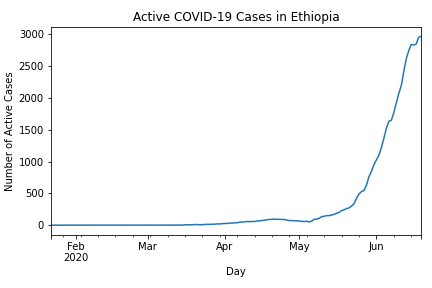 Active COVID-19 Cases in Ethiopia
3000
2500
2000
1500
1000
500
0
Number of Active Cases
Feb Mar Apr May Jun
2020
Day